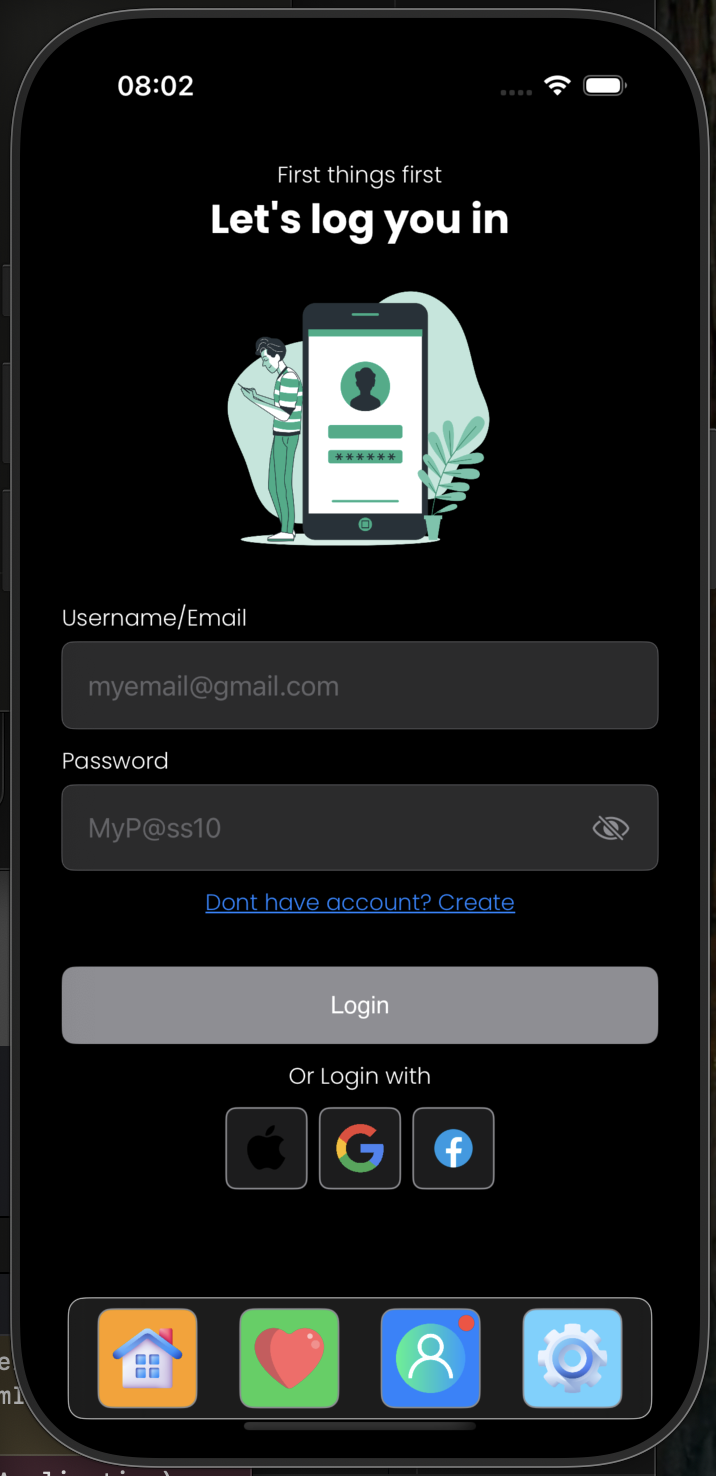 08:02
First things first
Let's log you in
******
Username/Email
myemail@gmail.com
Password
MyP@ss10
Dont have account? Create
Login
Or Login with